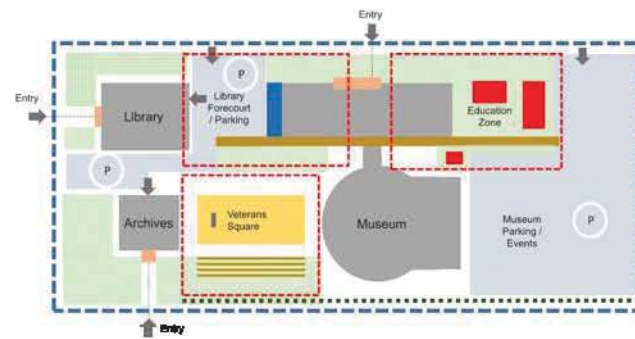 Entry
P
Entry
Library
Library
Forecourt
/ Parking
Education
Zone
P
Archives
Veterans
Square
Museum
Museum
Parking /
Events
P
Entry